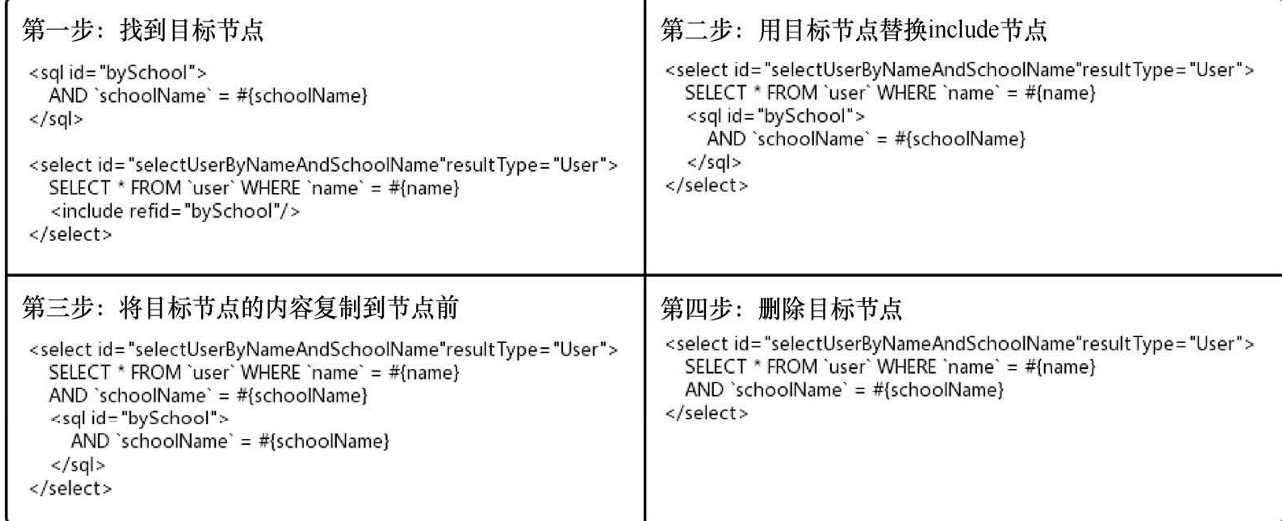 第一步：找到目标节点
<sql id="bySchool">
AND `schoolName` = #{schoolName}
</sql>
<select id="selectUserByNameAndSchoolName"resultType="User">
SELECT * FROM `user` WHERE `name` = #{name}
<include refid="bySchool"/>
</select>
第二步：用目标节点替换include节点
<select id="selectUserByNameAndSchoolName"resultType="User">
SELECT * FROM `user` WHERE `name` = #{name}
<sql id="bySchool">
AND `schoolName` = #{schoolName}
</sql>
</select>
第三步：将目标节点的内容复制到节点前
<select id="selectUserByNameAndSchoolName"resultType="User">
SELECT * FROM `user` WHERE `name` = #{name}
AND `schoolName` = #{schoolName}
<sql id="bySchool">
AND `schoolName` = #{schoolName}
</sql>
</select>
第四步：删除目标节点
<select id="selectUserByNameAndSchoolName"resultType="User">
SELECT * FROM `user` WHERE `name` = #{name}
AND `schoolName` = #{schoolName}
</select>